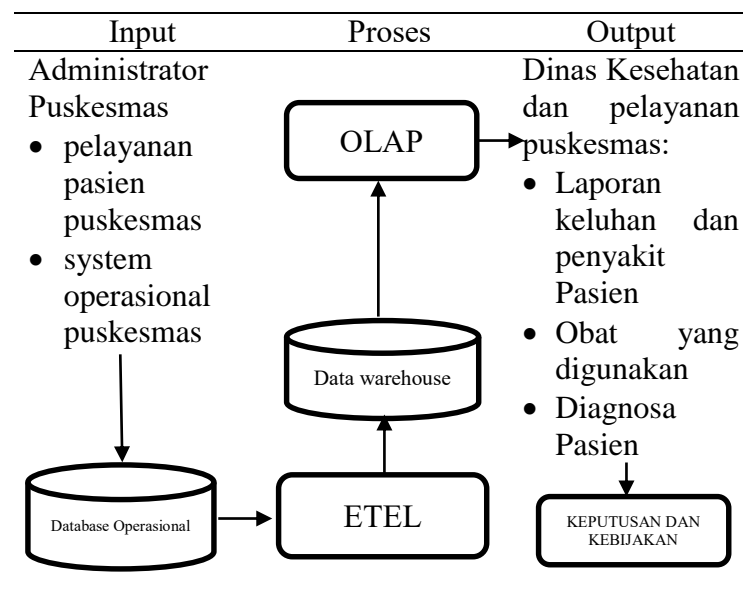 Input Proses Output
Administrator
Puskesmas
• pelayanan
pasien
puskesmas
• system
operasional
puskesmas
Database Operasional
OLAP
Data warehouse
ETEL
Dinas Kesehatan
dan pelayanan
puskesmas:
• Laporan
keluhan dan
penyakit
Pasien
• Obat yang
digunakan
• Diagnosa
Pasien
KEPUTUSAN DAN
KEBIJAKAN